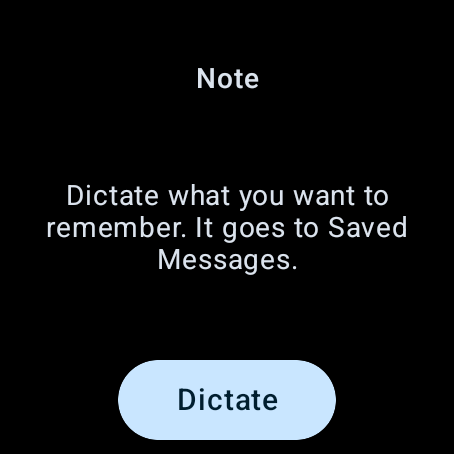 Note
Dictate what you want to
remember. It goes to Saved
Messages.
Dictate